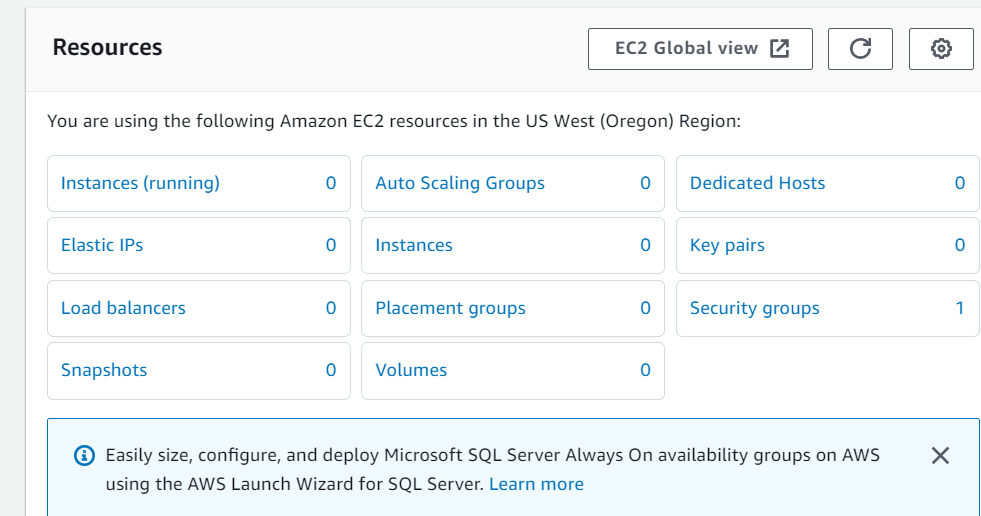 Resources
EC2 Global view
You are using the following Amazon EC2 resources in the US West (Oregon) Region:
Instances (running) 0
Auto Scaling Groups 0
Dedicated Hosts 0
Elastic IPs 0
Instances 0
Key pairs 0
Load balancers 0
Placement groups 0
Security groups 1
Snapshots 0
Volumes 0
Easily size, configure, and deploy Microsoft SQL Server Always On availability groups on AWS
using the AWS Launch Wizard for SQL Server. Learn more